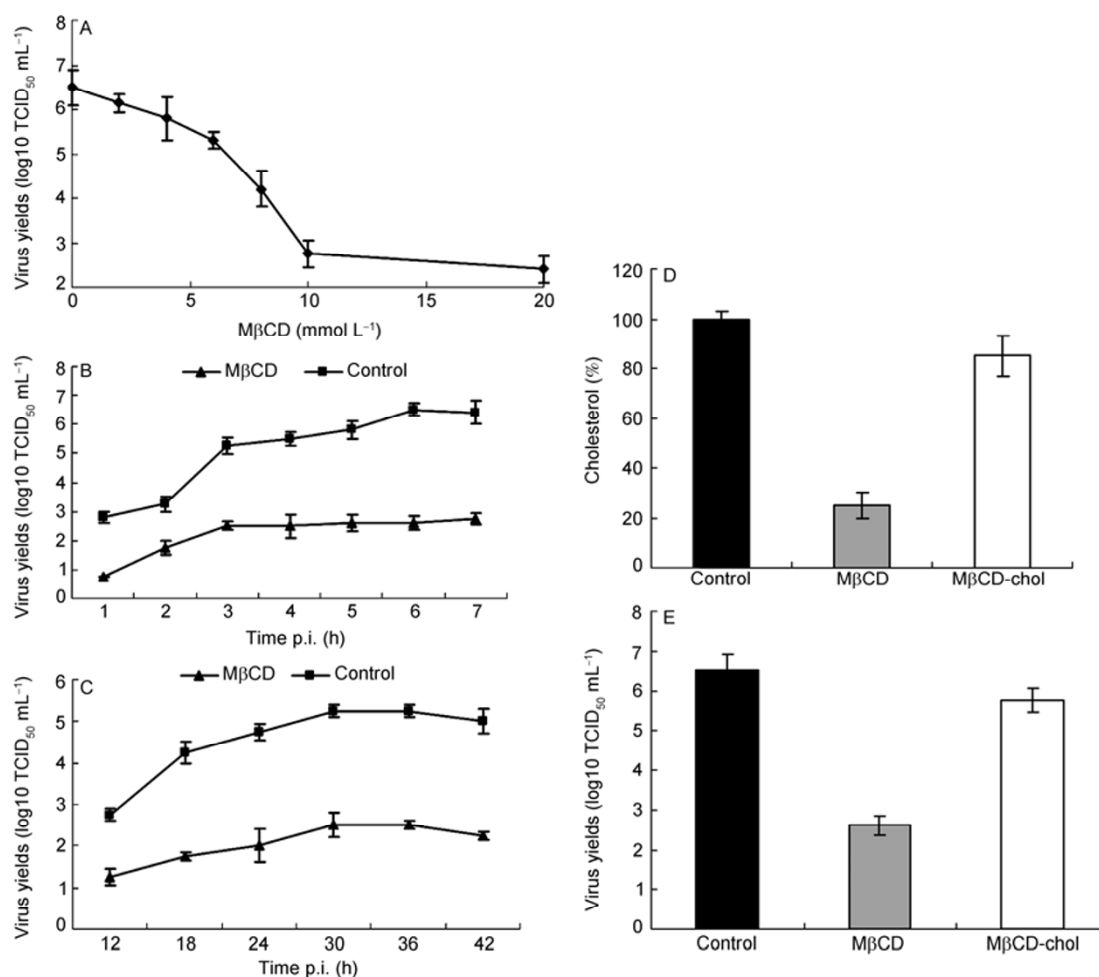 A
Virus yields (log10 TCID₅₀ mL⁻¹)
8
7
6
5
4
3
2
0
5
10
15
20
MβCD (mmol L⁻¹)
B
MβCD
Control
Virus yields (log10 TCID₅₀ mL⁻¹)
8
7
6
5
4
3
2
1
0
1
2
3
4
5
6
7
Time p.i. (h)
C
MβCD
Control
Virus yields (log10 TCID₅₀ mL⁻¹)
6
5
4
3
2
1
0
12
18
24
30
36
42
Time p.i. (h)
D
Cholesterol (%)
120
100
80
60
40
20
0
Control
MβCD
MβCD-chol
E
Virus yields (log10 TCID₅₀ mL⁻¹)
8
7
6
5
4
3
2
1
0
Control
MβCD
MβCD-chol